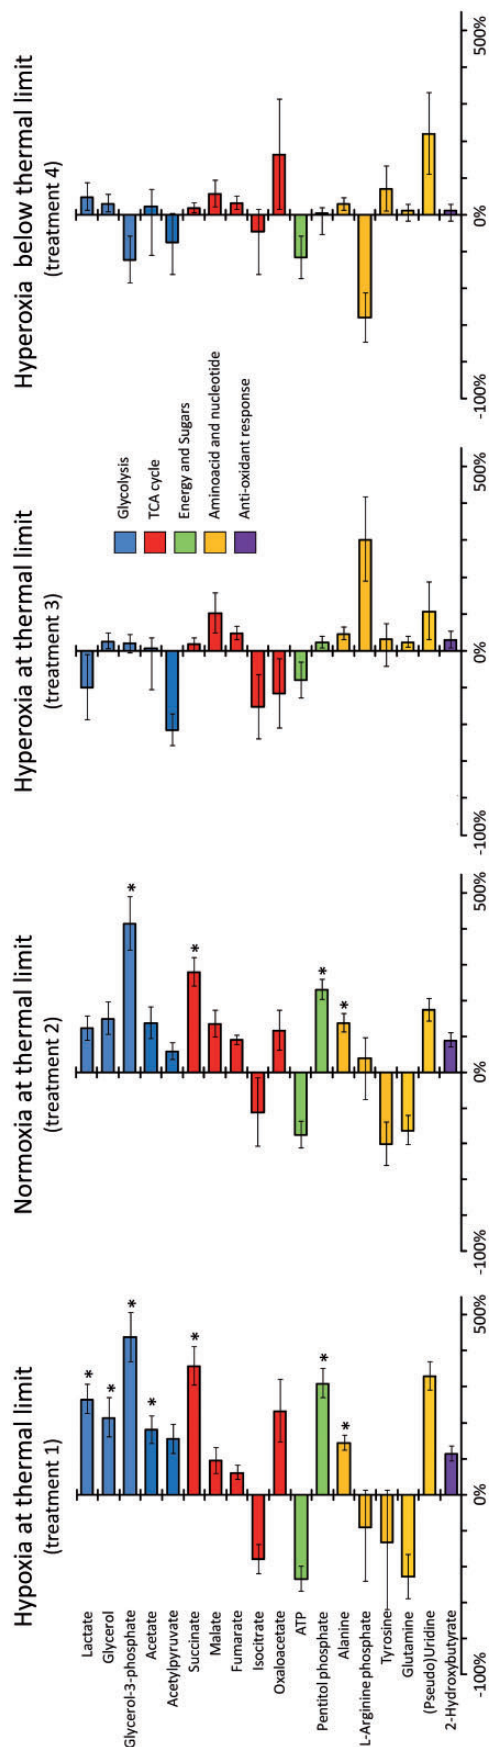 Hypoxia at thermal limit
(treatment 1)
Normoxia at thermal limit
(treatment 2)
Hyperoxia at thermal limit
(treatment 3)
Hyperoxia below thermal limit
(treatment 4)
Lactate
Glycerol
Glycerol-3-phosphate
Acetate
Acetylpyruvate
Succinate
Malate
Fumarate
Isocitrate
Oxaloacetate
ATP
Pentitol phosphate
Alanine
L-Arginine phosphate
Tyrosine
Glutamine
(Pseudo)Uridine
2-Hydroxybutyrate
* * * * * * *
* * * *
Glycolysis
TCA cycle
Energy and Sugars
Aminoacid and nucleotide
Anti-oxidant response
-100% 0% 500%
-100% 0% 500%
-100% 0% 500%
-100% 0% 500%